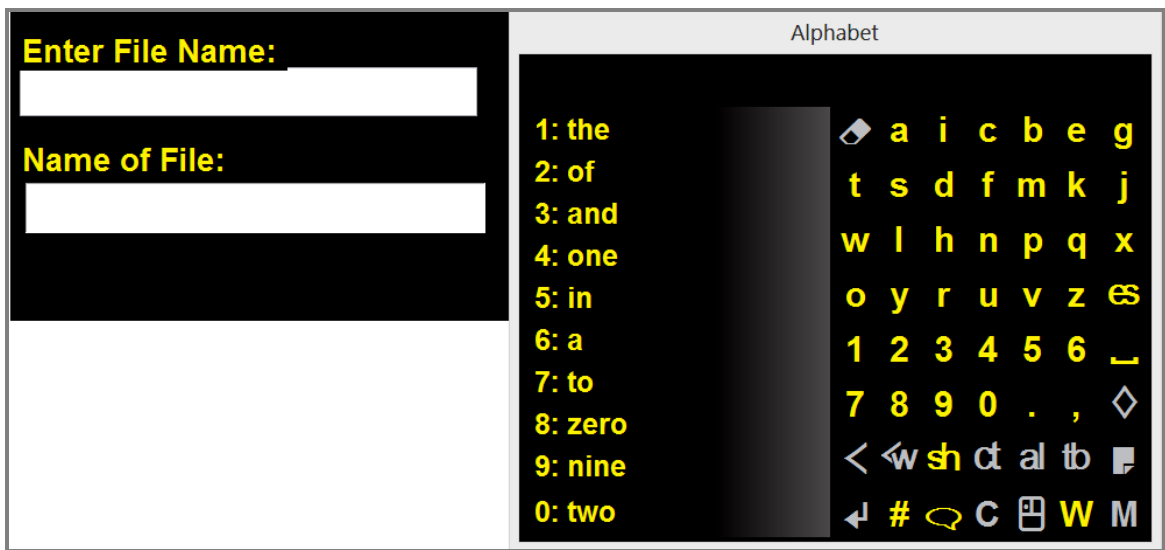 Enter File Name:
Name of File:
Alphabet
1: the
2: of
3: and
4: one
5: in
6: a
7: to
8: zero
9: nine
0: two
a i c b e g
t s d f m k j
w l h n p q x
o y r u v z es
1 2 3 4 5 6
7 8 9 0 . ,
< w sh ct al tb
# C W M